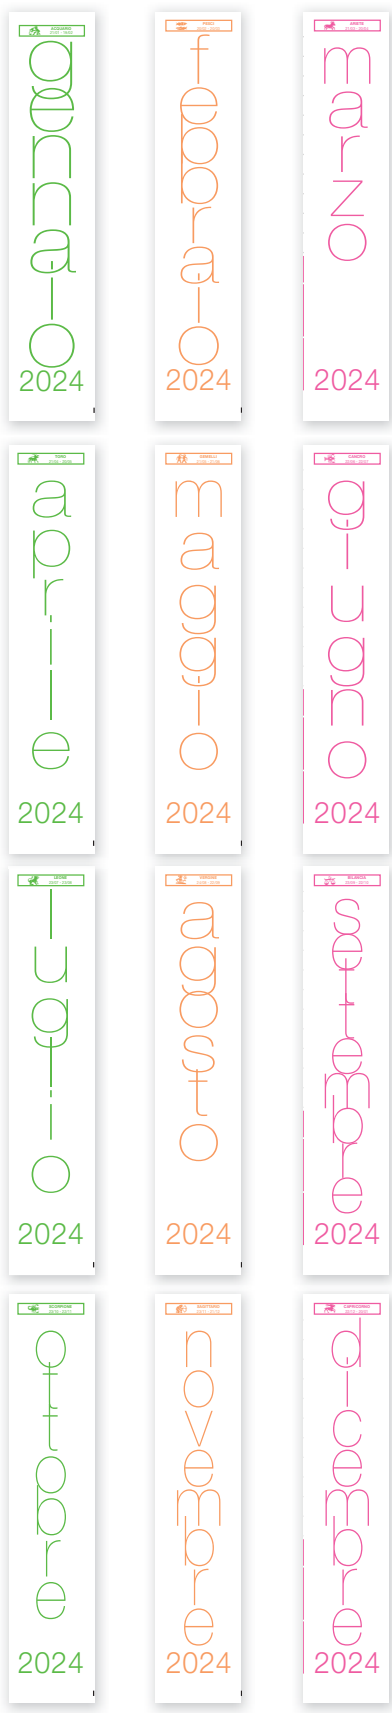 ACQUARIO
gennaio
2024
PESCI
febbraio
2024
ARIETE
marzo
2024
TORO
aprile
2024
GEMELLI
maggio
2024
CANCRO
giugno
2024
LEONE
luglio
2024
VERGINE
agosto
2024
BILANCIA
settembre
2024
SCORPIONE
ottobre
2024
SAGITTARIO
novembre
2024
CAPRICORNO
dicembre
2024